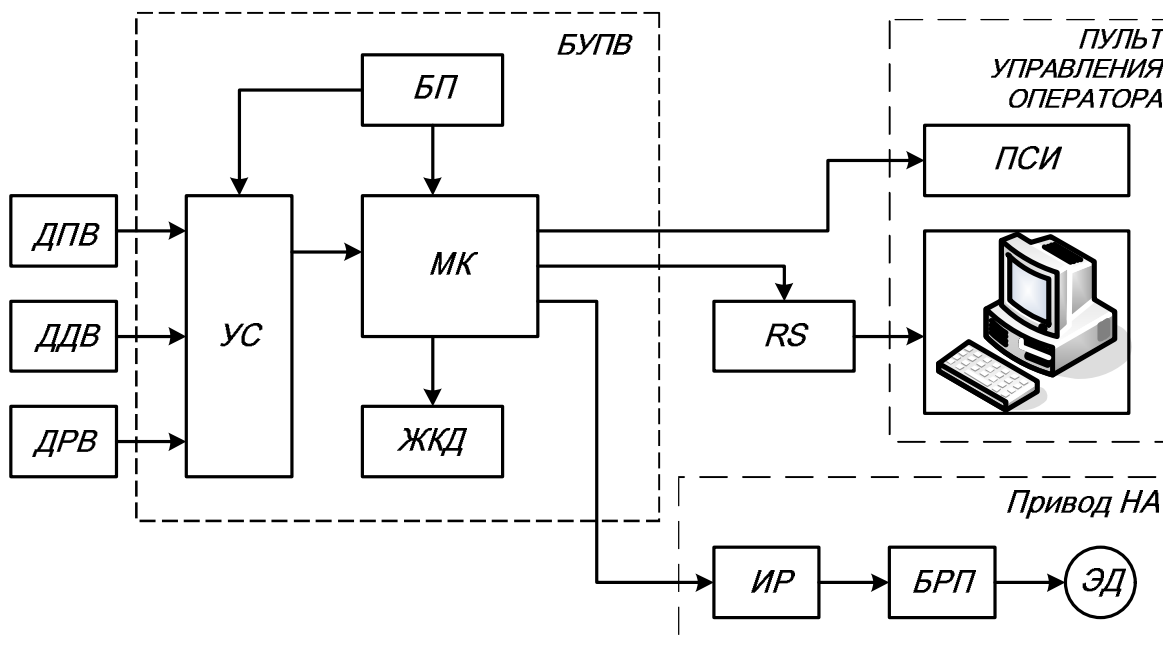 БУПВ
ПУЛЬТ
УПРАВЛЕНИЯ
ОПЕРАТОРА
БП
ПСИ
ДПВ
МК
ДДВ
УС
RS
ДРВ
ЖКД
Привод НА
ИР
БРП
ЭД